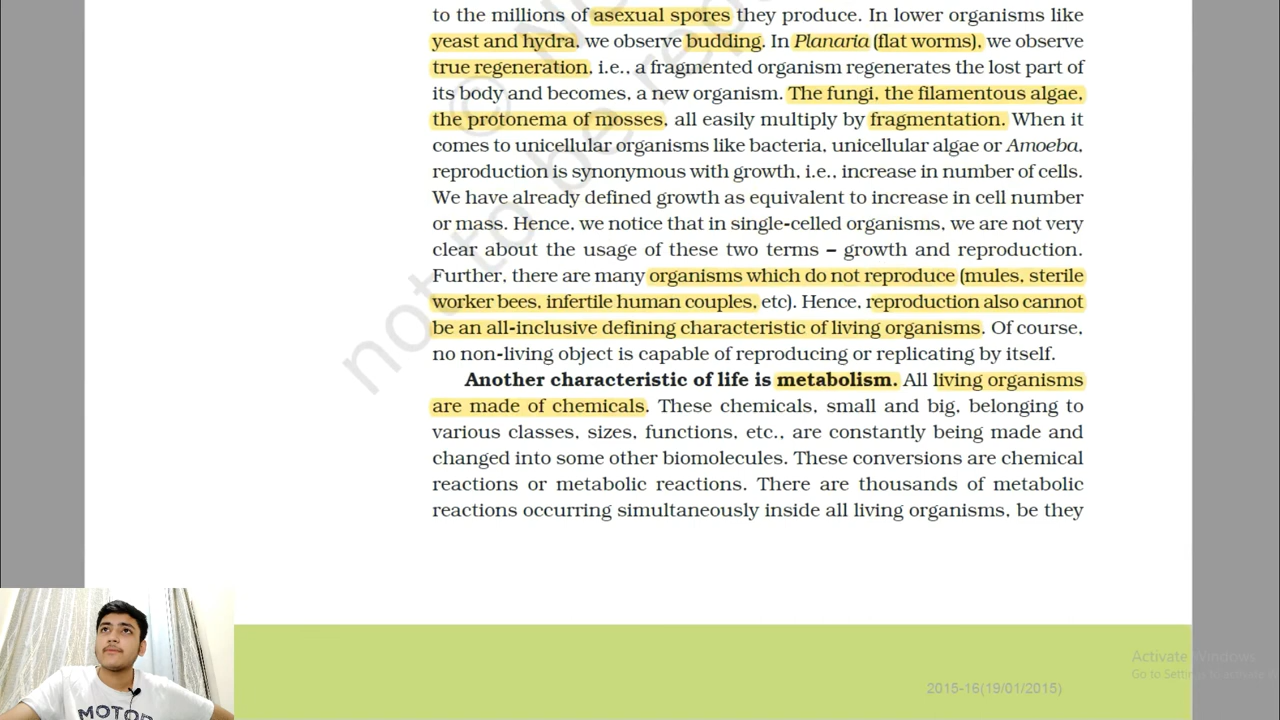 to the millions of asexual spores they produce. In lower organisms like
yeast and hydra, we observe budding. In Planaria (flat worms), we observe
true regeneration, i.e., a fragmented organism regenerates the lost part of
its body and becomes, a new organism. The fungi, the filamentous algae,
the protonema of mosses, all easily multiply by fragmentation. When it
comes to unicellular organisms like bacteria, unicellular algae or Amoeba,
reproduction is synonymous with growth, i.e., increase in number of cells.
We have already defined growth as equivalent to increase in cell number
or mass. Hence, we notice that in single-celled organisms, we are not very
clear about the usage of these two terms – growth and reproduction.
Further, there are many organisms which do not reproduce (mules, sterile
worker bees, infertile human couples, etc). Hence, reproduction also cannot
be an all-inclusive defining characteristic of living organisms. Of course,
no non-living object is capable of reproducing or replicating by itself.
Another characteristic of life is metabolism. All living organisms
are made of chemicals. These chemicals, small and big, belonging to
various classes, sizes, functions, etc., are constantly being made and
changed into some other biomolecules. These conversions are chemical
reactions or metabolic reactions. There are thousands of metabolic
reactions occurring simultaneously inside all living organisms, be they
© N
not to be rep
MOTOR
Activate Windows
Go to Settings to activate
2015-16(19/01/2015)